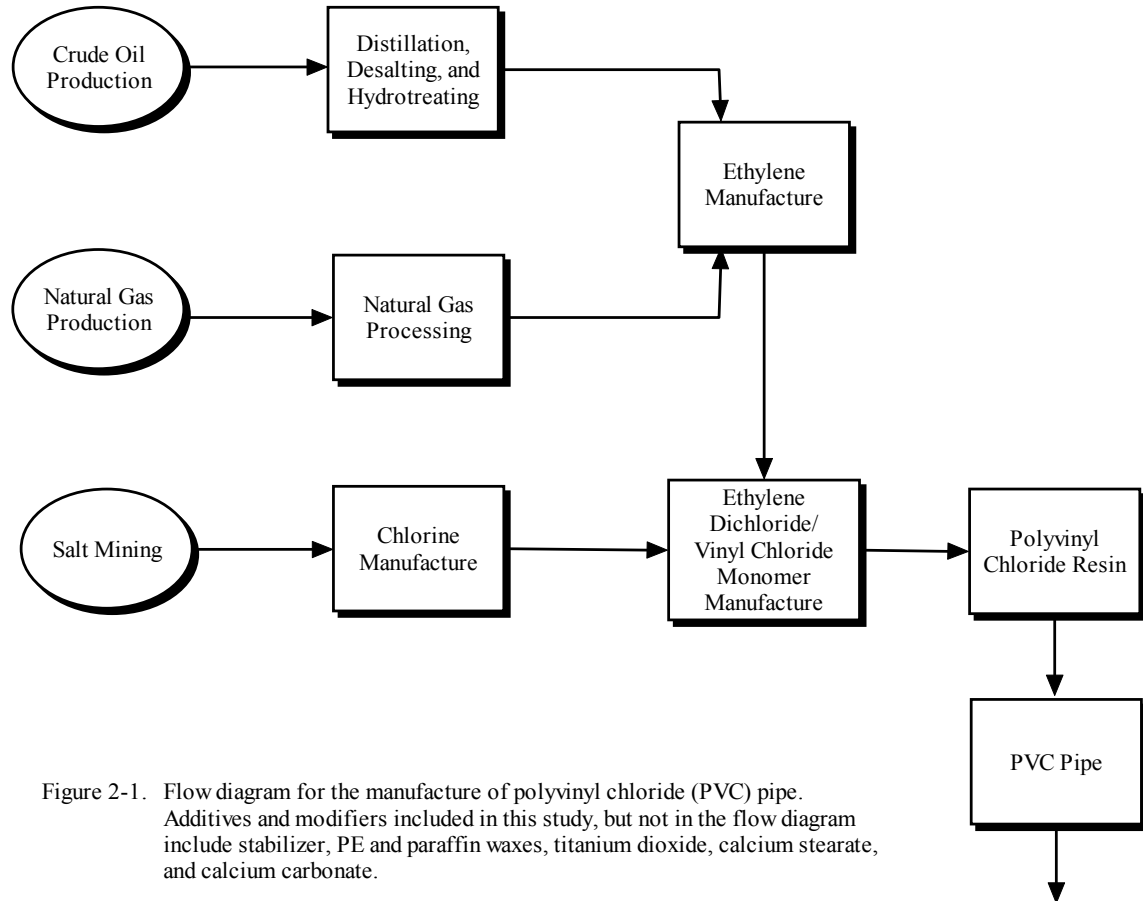 Crude Oil
Production
Distillation,
Desalting, and
Hydrotreating
Ethylene
Manufacture
Natural Gas
Production
Natural Gas
Processing
Salt Mining
Chlorine
Manufacture
Ethylene
Dichloride/
Vinyl Chloride
Monomer
Manufacture
Polyvinyl
Chloride Resin
PVC Pipe
Figure 2-1. Flow diagram for the manufacture of polyvinyl chloride (PVC) pipe.
Additives and modifiers included in this study, but not in the flow diagram
include stabilizer, PE and paraffin waxes, titanium dioxide, calcium stearate,
and calcium carbonate.